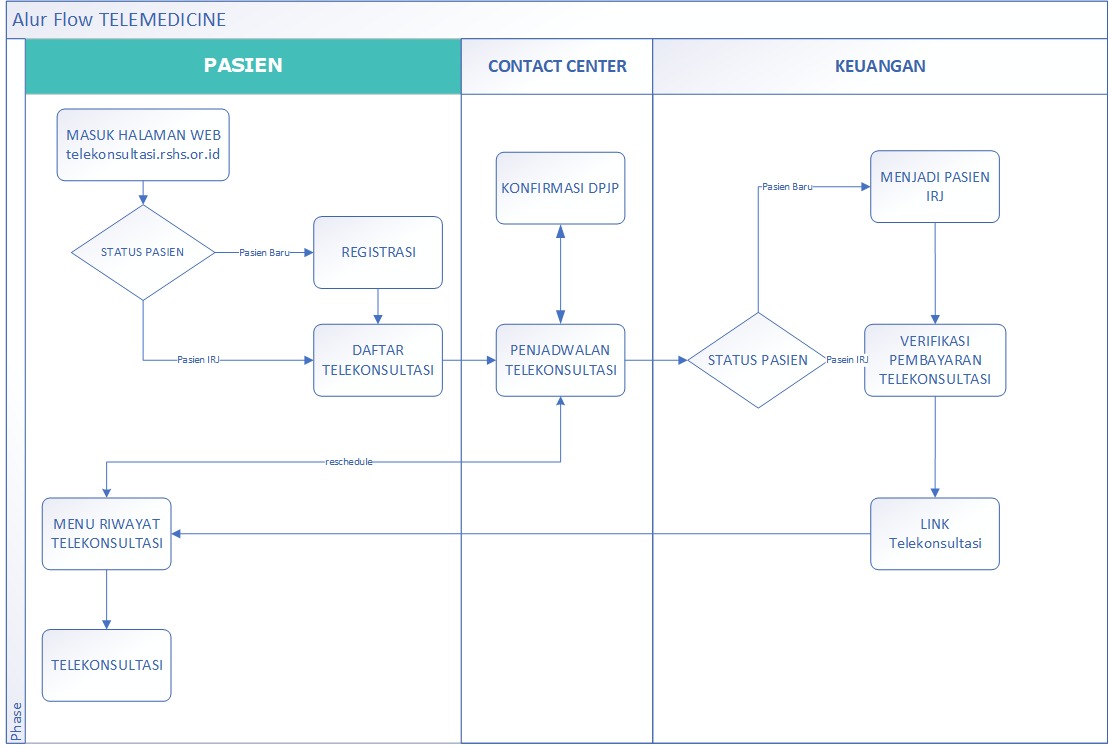 Alur Flow TELEMEDICINE
PASIEN
CONTACT CENTER
KEUANGAN
MASUK HALAMAN WEB
telekonsultasi.rshs.or.id
STATUS PASIEN
Pasien Baru
REGISTRASI
Pasien IRJ
DAFTAR
TELEKONSULTASI
KONFIRMASI DPJP
PENJADWALAN
TELEKONSULTASI
STATUS PASIEN
Pasien Baru
MENJADI PASIEN
IRJ
Pasein IRJ
VERIFIKASI
PEMBAYARAN
TELEKONSULTASI
reschedule
MENU RIWAYAT
TELEKONSULTASI
LINK
Telekonsultasi
TELEKONSULTASI
Phase